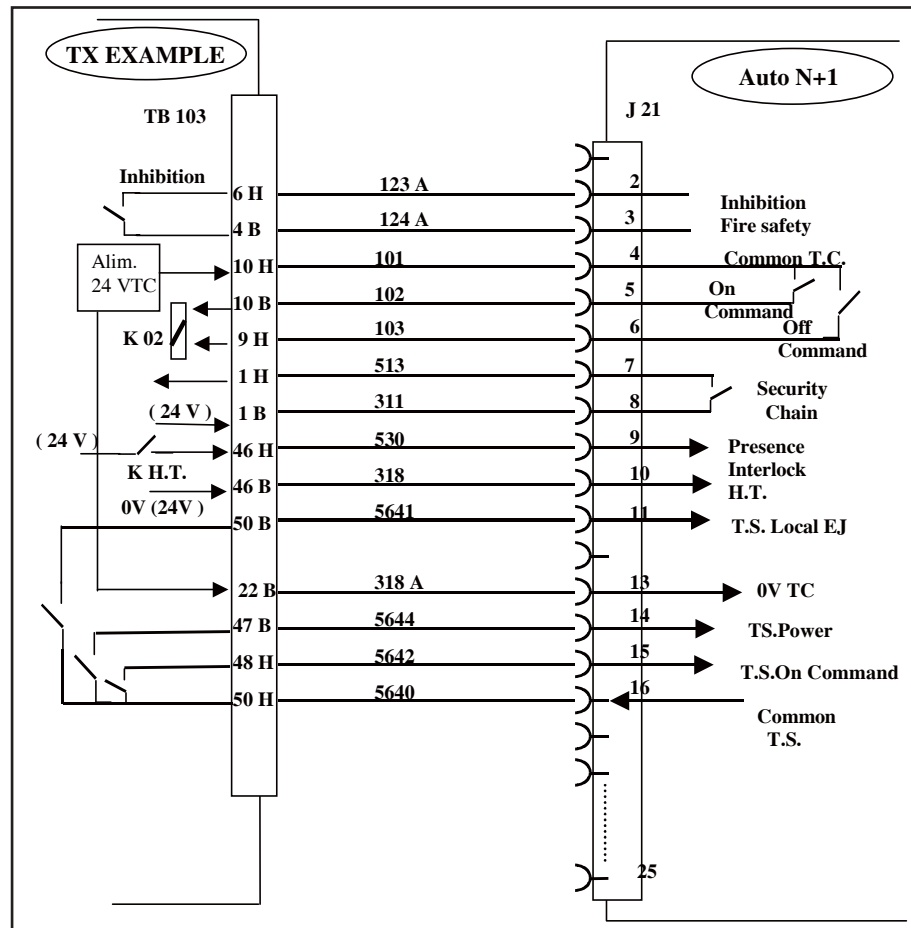 TX EXAMPLE
Auto N+1
TB 103
J 21
Inhibition
6 H
123 A
2
Inhibition
4 B
124 A
3
Fire safety
Alim.
24 VTC
10 H
101
4
Common T.C.
10 B
102
5
On
Command
K 02
9 H
103
6
Off
Command
1 H
513
7
Security
Chain
( 24 V )
1 B
311
8
( 24 V )
K H.T.
46 H
530
9
Presence
Interlock
H.T.
0V (24V )
46 B
318
10
50 B
5641
11
T.S. Local EJ
22 B
318 A
13
0V TC
47 B
5644
14
TS.Power
48 H
5642
15
T.S.On Command
50 H
5640
16
Common
T.S.
25